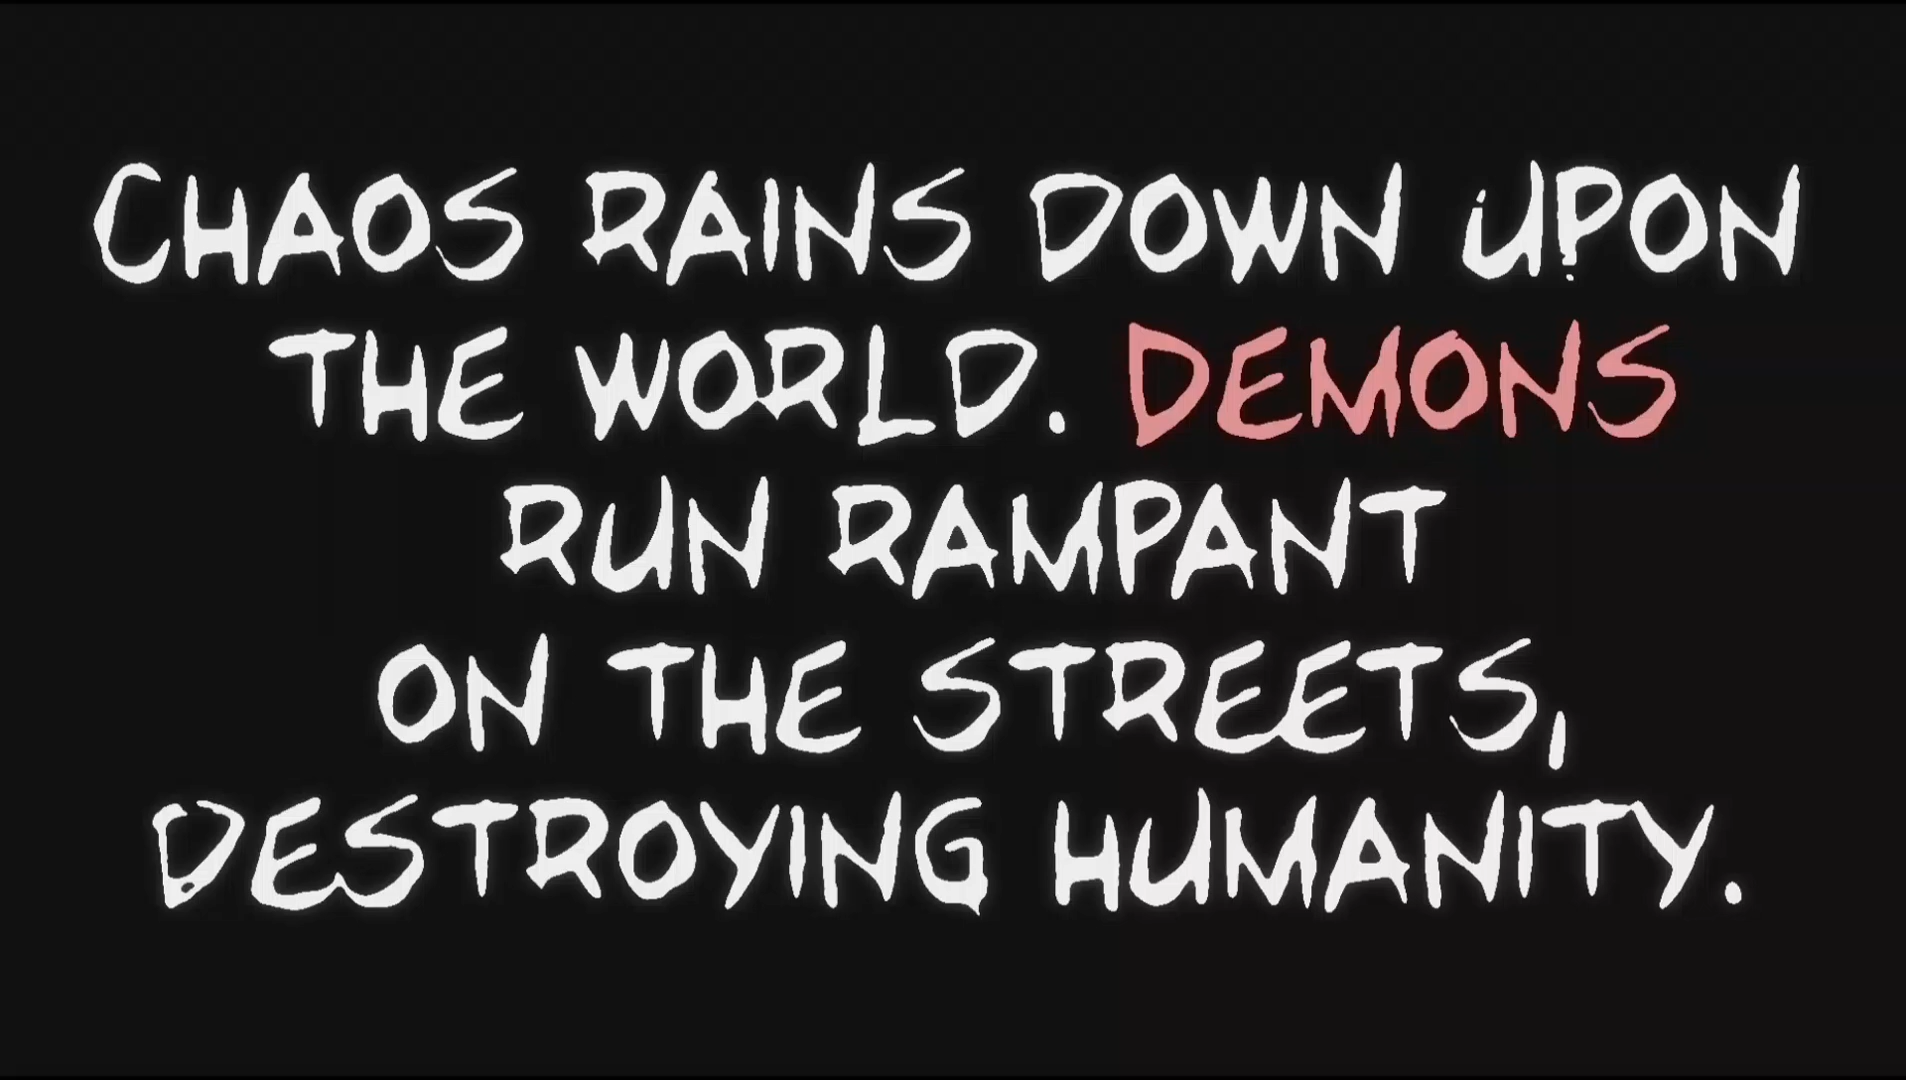 CHAOS RAINS DOWN UPON
THE WORLD. DEMONS
RUN RAMPANT
ON THE STREETS,
DESTROYING HUMANITY.